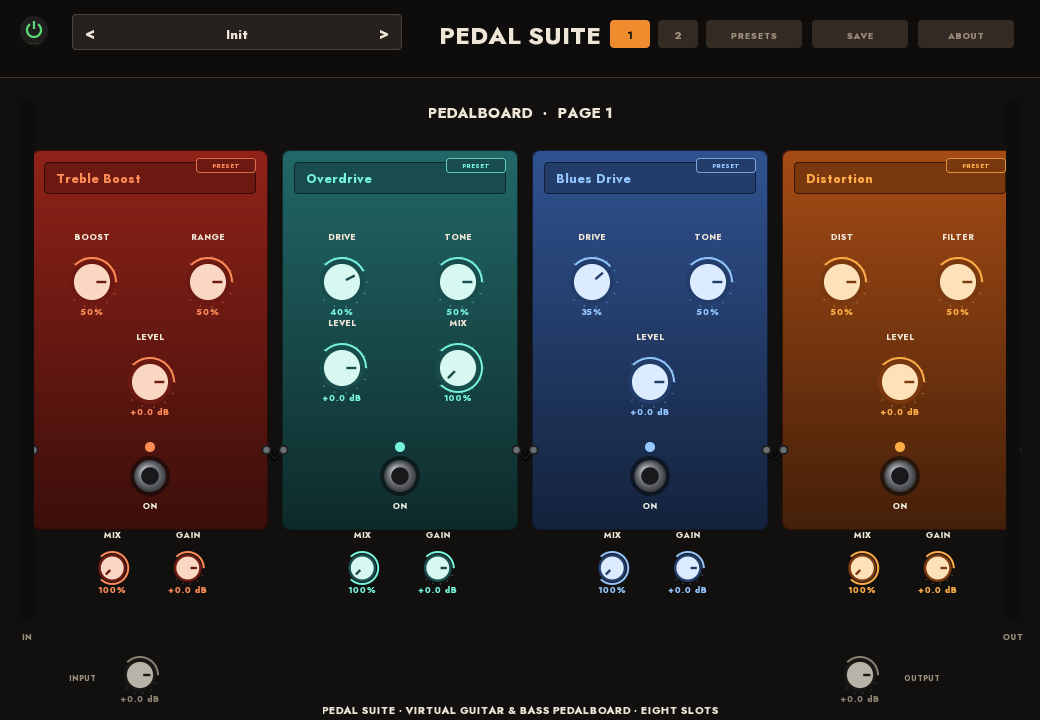 < Init > PEDAL SUITE 1 2 PRESETS SAVE ABOUT
PEDALBOARD · PAGE 1
PRESET PRESET PRESET PRESET
Treble Boost Overdrive Blues Drive Distortion
BOOST RANGE DRIVE TONE DRIVE TONE DIST FILTER
50% 50% 40% 50% 35% 50% 50% 50%
LEVEL MIX
LEVEL LEVEL LEVEL
+0.0 dB 100%
+0.0 dB +0.0 dB +0.0 dB
ON ON ON ON
MIX GAIN MIX GAIN MIX GAIN MIX GAIN
100% +0.0 dB 100% +0.0 dB 100% +0.0 dB 100% +0.0 dB
IN OUT
INPUT OUTPUT
+0.0 dB +0.0 dB
PEDAL SUITE · VIRTUAL GUITAR & BASS PEDALBOARD · EIGHT SLOTS